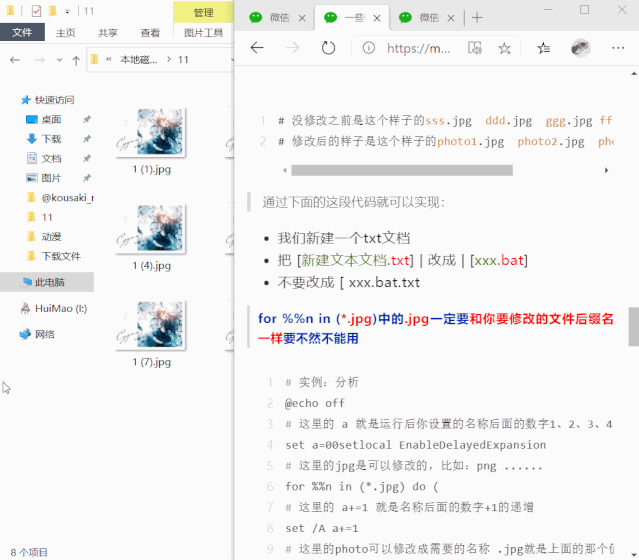 11
管理
文件
主页
共享
查看
图片工具
« 本地磁... > 11
快速访问
桌面
下载
文档
图片
@kousaki_r
11
动漫
下载文件
此电脑
HuiMao (I:)
网络
1 (1).jpg
1 (4).jpg
1 (7).jpg
8 个项目
微信
一些
微信
https://m...
1 # 没修改之前是这个样子的sss.jpg ddd.jpg ggg.jpg ff
2 # 修改后的样子是这个样子的photo1.jpg photo2.jpg pho
通过下面的这段代码就可以实现:
我们新建一个txt文档
把 [新建文本文档.txt] | 改成 | [xxx.bat]
不要改成 [ xxx.bat.txt
for %%n in (*.jpg)中的.jpg一定要和你要修改的文件后缀名
一样要不然不能用
1 # 实例：分析
2 @echo off
3 # 这里的 a 就是运行后你设置的名称后面的数字1、2、3、4
4 set a=00setlocal EnableDelayedExpansion
5 # 这里的jpg是可以修改的，比如：png ......
6 for %%n in (*.jpg) do (
7 # 这里的 a+=1 就是名称后面的数字+1的递增
8 set /A a+=1
9 # 这里的photo可以修改成需要的名称 .jpg就是上面的那个